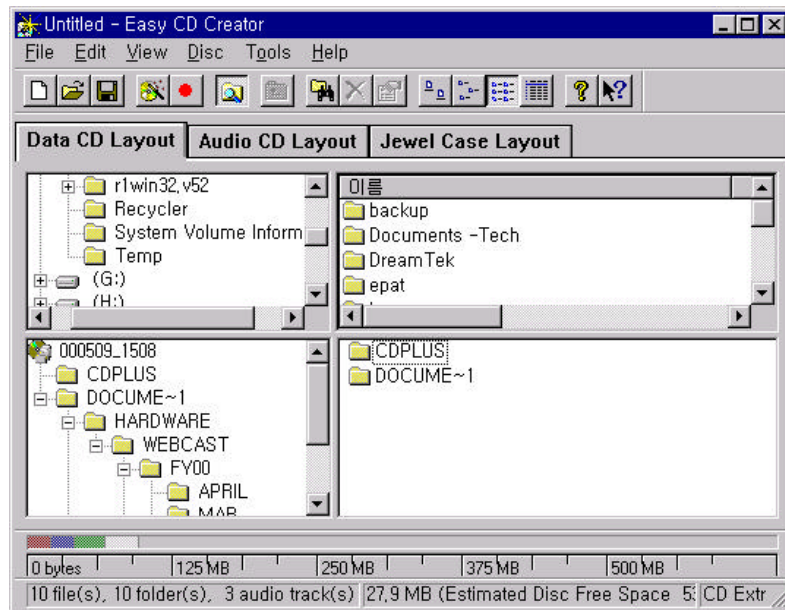 Untitled - Easy CD Creator
File Edit View Disc Tools Help
Data CD Layout Audio CD Layout Jewel Case Layout
r1win32,v52
Recycler
System Volume Inform
Temp
(G:)
(H:)
이름
backup
Documents -Tech
DreamTek
epat
000509_1508
CDPLUS
DOCUME~1
HARDWARE
WEBCAST
FY00
APRIL
MAR
CDPLUS
DOCUME~1
0 bytes 125 MB 250 MB 375 MB 500 MB
10 file(s), 10 folder(s), 3 audio track(s) 27,9 MB (Estimated Disc Free Space CD Extr